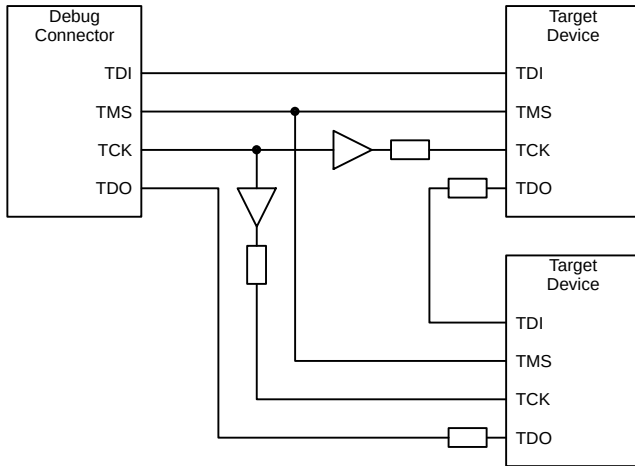 Debug
Connector
TDI
TMS
TCK
TDO
Target
Device
TDI
TMS
TCK
TDO
Target
Device
TDI
TMS
TCK
TDO